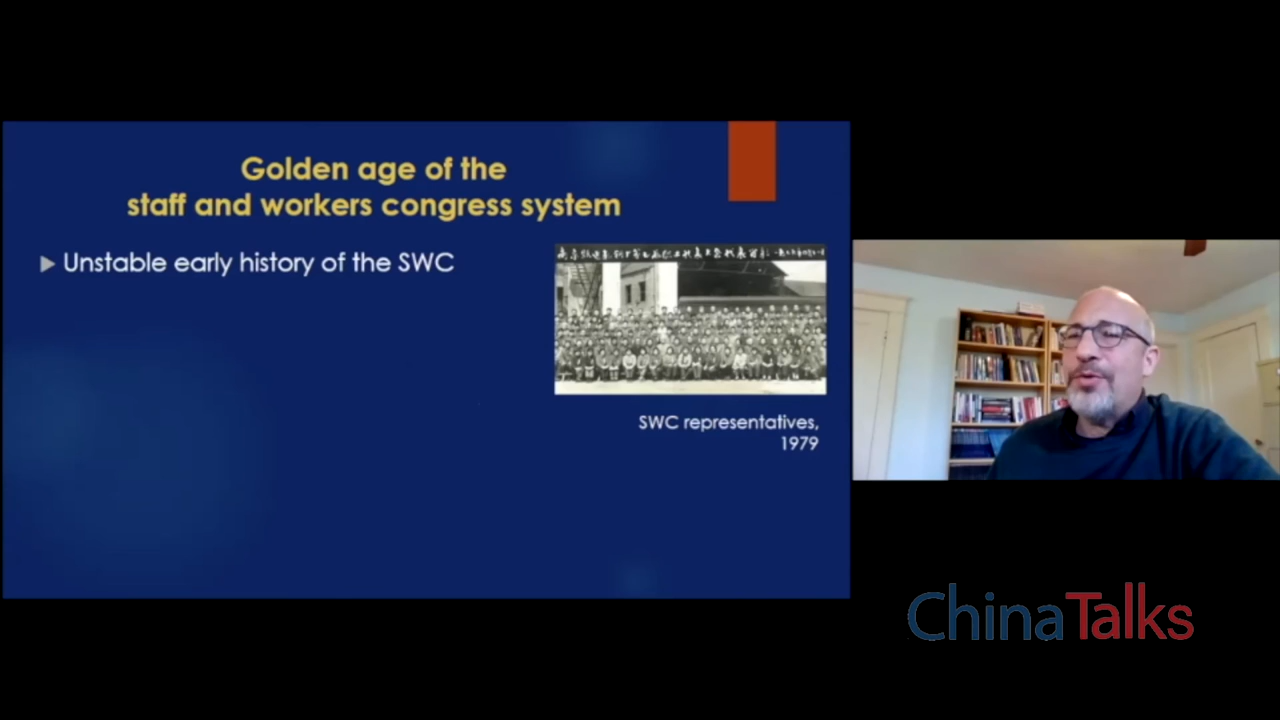 Golden age of the
staff and workers congress system
▶ Unstable early history of the SWC
SWC representatives,
1979
ChinaTalks